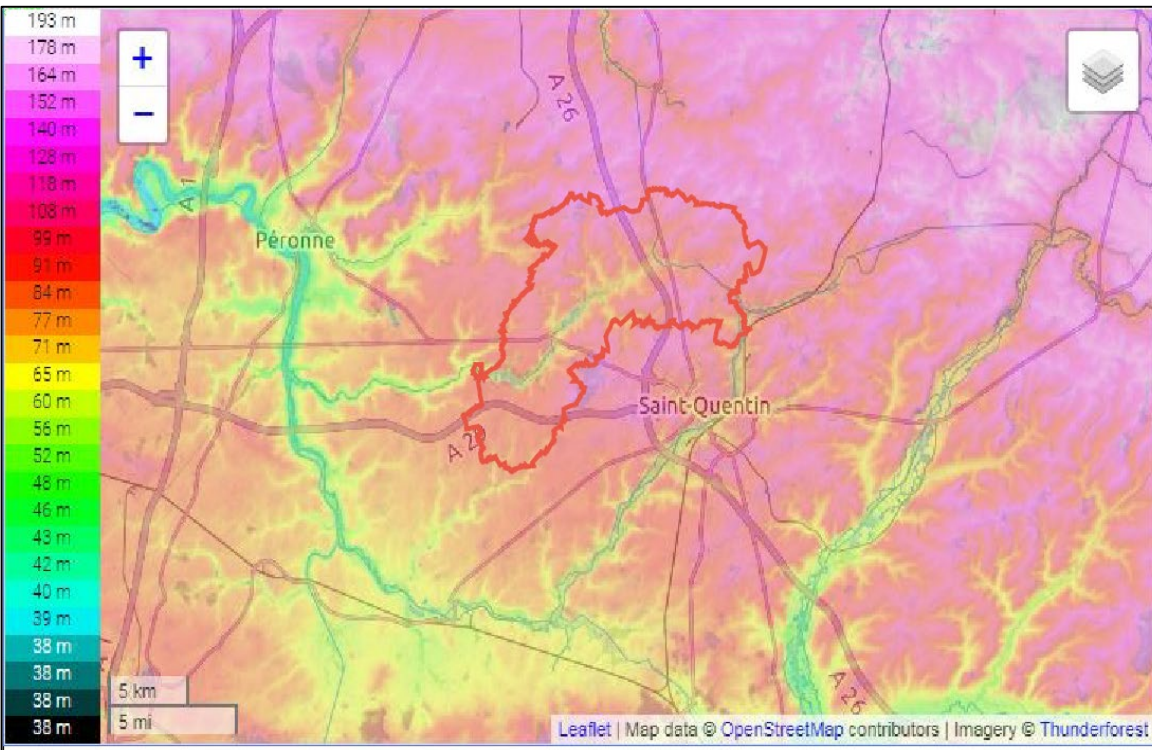 193 m
178 m
164 m
152 m
140 m
128 m
118 m
108 m
99 m
91 m
84 m
77 m
71 m
65 m
60 m
56 m
52 m
48 m
46 m
43 m
42 m
40 m
39 m
38 m
38 m
38 m
38 m
+
−
A 26
A 1
Péronne
Saint-Quentin
A 2
A 26
5 km
5 mi
Leaflet | Map data © OpenStreetMap contributors | Imagery © Thunderforest